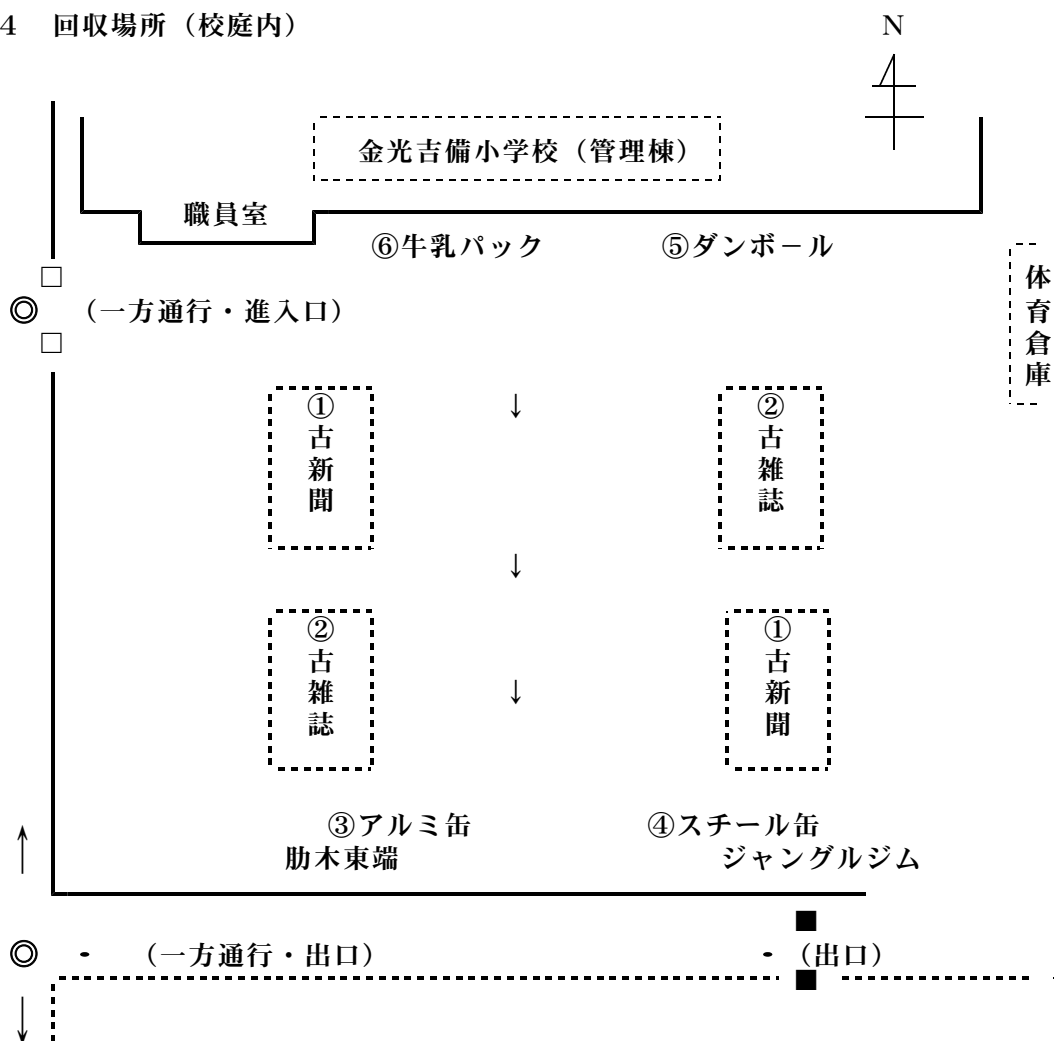 4　回収場所（校庭内）
N
金光吉備小学校（管理棟）
職員室
⑥牛乳パック　⑤ダンボール
体育倉庫
◎　（一方通行・進入口）
①古新聞
↓
②古雑誌
↓
②古雑誌
↓
①古新聞
③アルミ缶　④スチール缶
肋木東端　ジャングルジム
↑
◎　・　（一方通行・出口）　・（出口）
↓